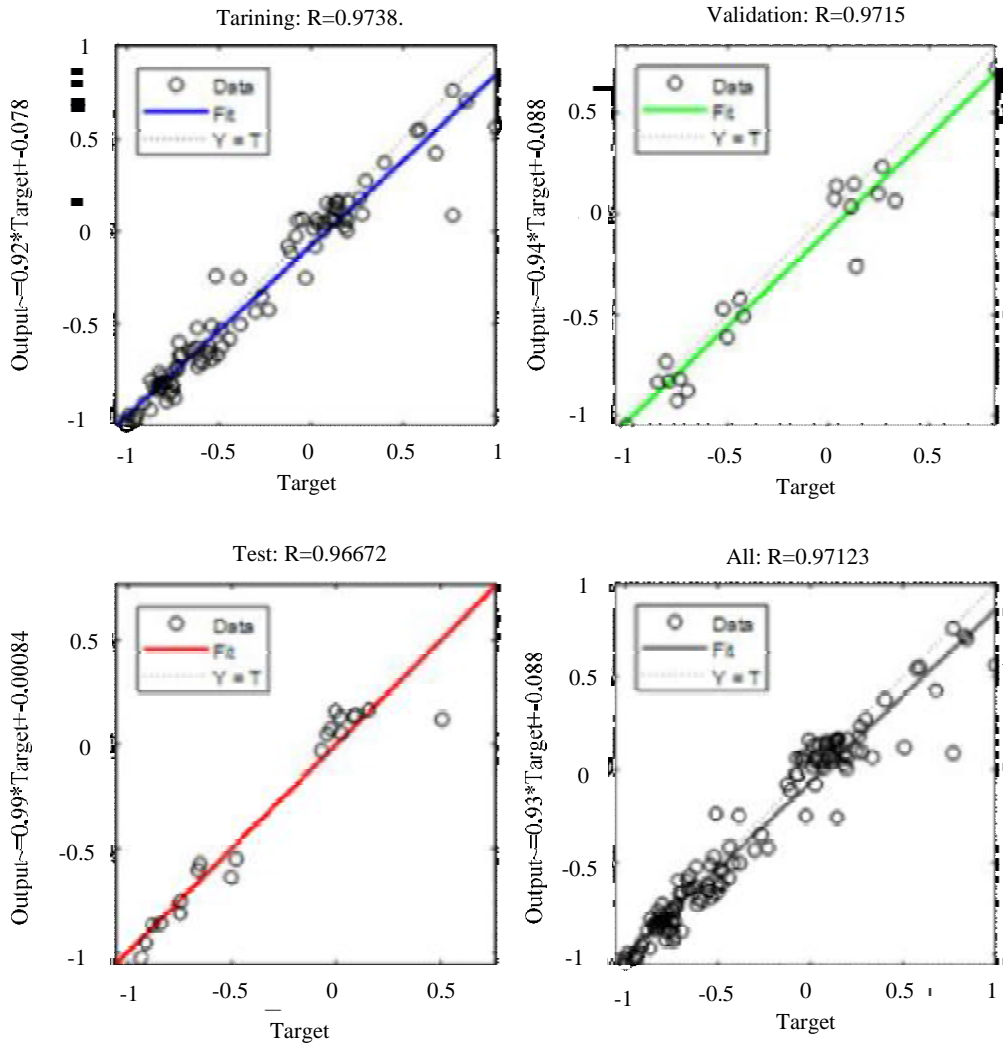 Tarining: R=0.9738.
Output~=0.92*Target+-0.078
1
0.5
0
-0.5
-1
Data
Fit
Y = T
-1
-0.5
0
0.5
1
Target
Validation: R=0.9715
Output~=0.94*Target+-0.088
0.5
0
-0.5
-1
Data
Fit
Y = T
-1
-0.5
0
0.5
Target
Test: R=0.96672
Output~=0.99*Target+-0.00084
0.5
0
-0.5
-1
Data
Fit
Y = T
-1
-0.5
0
0.5
Target
All: R=0.97123
Output~=0.93*Target+-0.088
1
0.5
0
-0.5
-1
Data
Fit
Y = T
-1
-0.5
0
0.5
1
Target